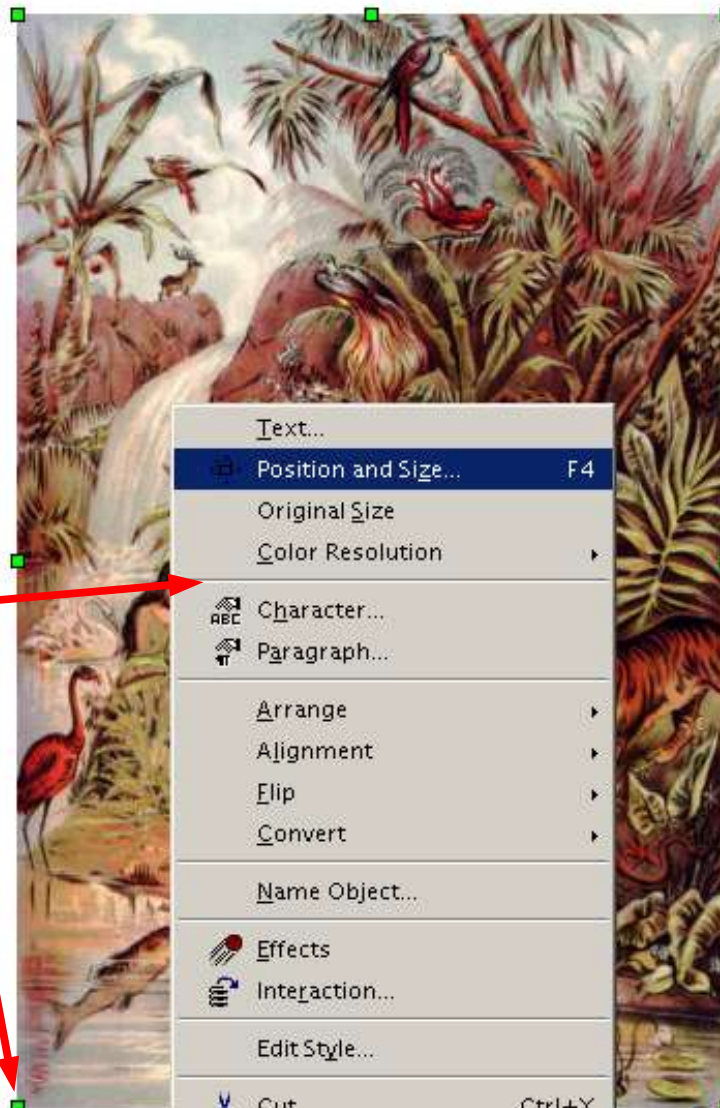 Text...
Position and Size... F4
Original Size
Color Resolution
ABC Character...
¶ Paragraph...
Arrange
Alignment
Flip
Convert
Name Object...
Effects
Interaction...
Edit Style...
Cut Ctrl+X